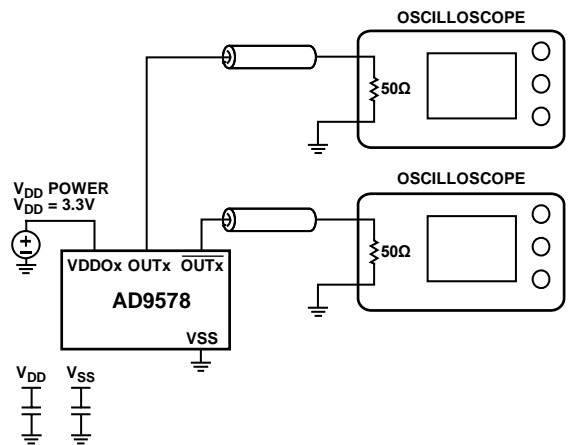 OSCILLOSCOPE
50Ω
OSCILLOSCOPE
50Ω
VDD POWER
VDD = 3.3V
VDDOx OUTx OUTx
AD9578
VSS
VDD VSS